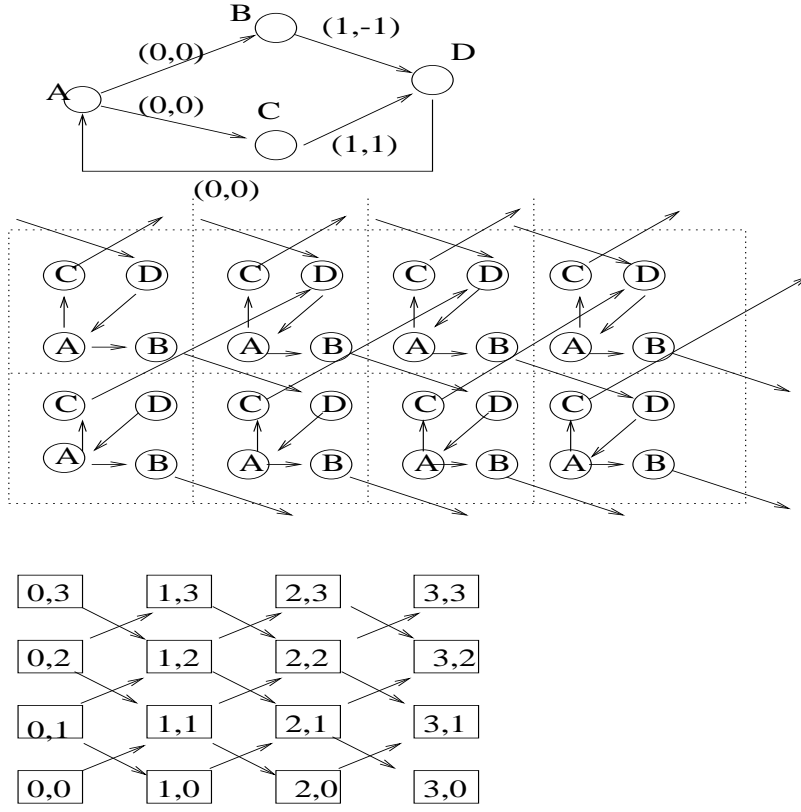 B
(1,-1)
D
(0,0)
A
(0,0)
C
(1,1)
(0,0)
C D C D C D C D
A B A B A B A B
C D C D C D C D
A B A B A B A B
0,3 1,3 2,3 3,3
0,2 1,2 2,2 3,2
0,1 1,1 2,1 3,1
0,0 1,0 2,0 3,0